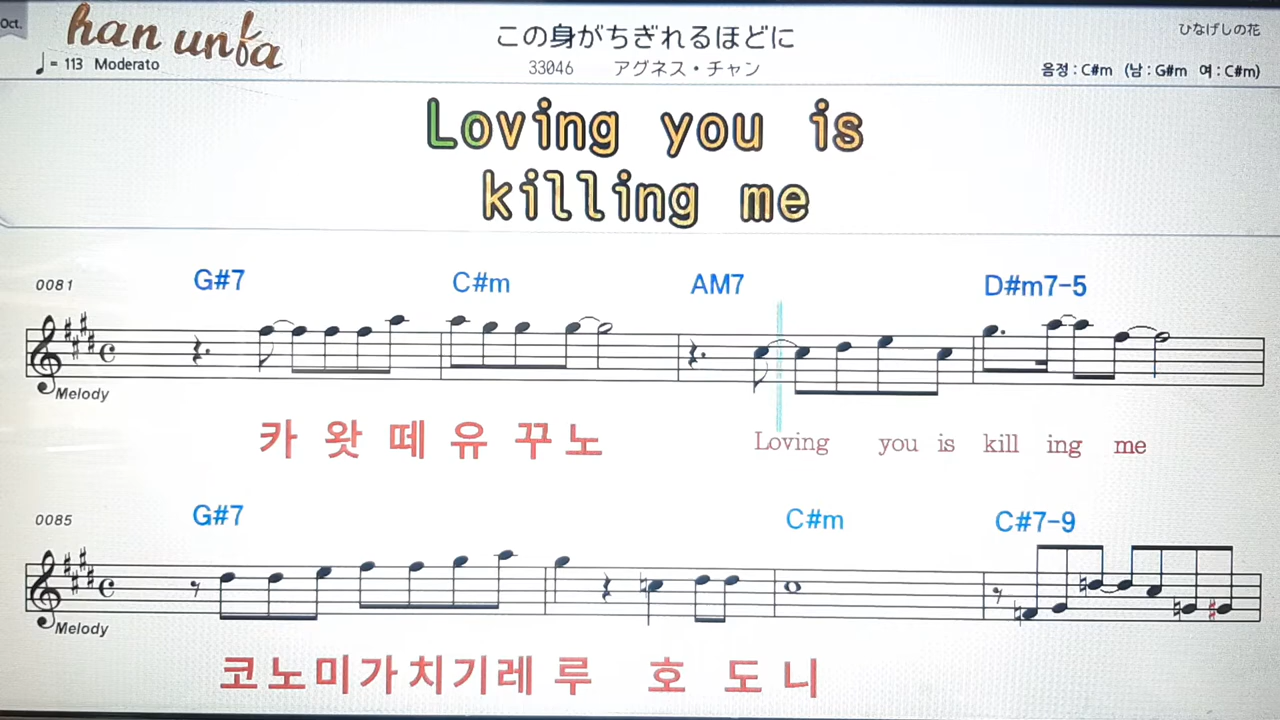 Oct.
han unfa
この身がちぎれるほどに
ひなげしの花
♩= 113 Moderato
33046 アグネス・チャン
음정 : C#m (남 : G#m 여 : C#m)
Loving you is
killing me
0081 G#7 C#m AM7 D#m7-5
Melody
카 왓 떼 유 꾸 노 Loving you is kill ing me
0085 G#7 C#m C#7-9
Melody
코 노 미 가 치 기 레 루 호 도 니